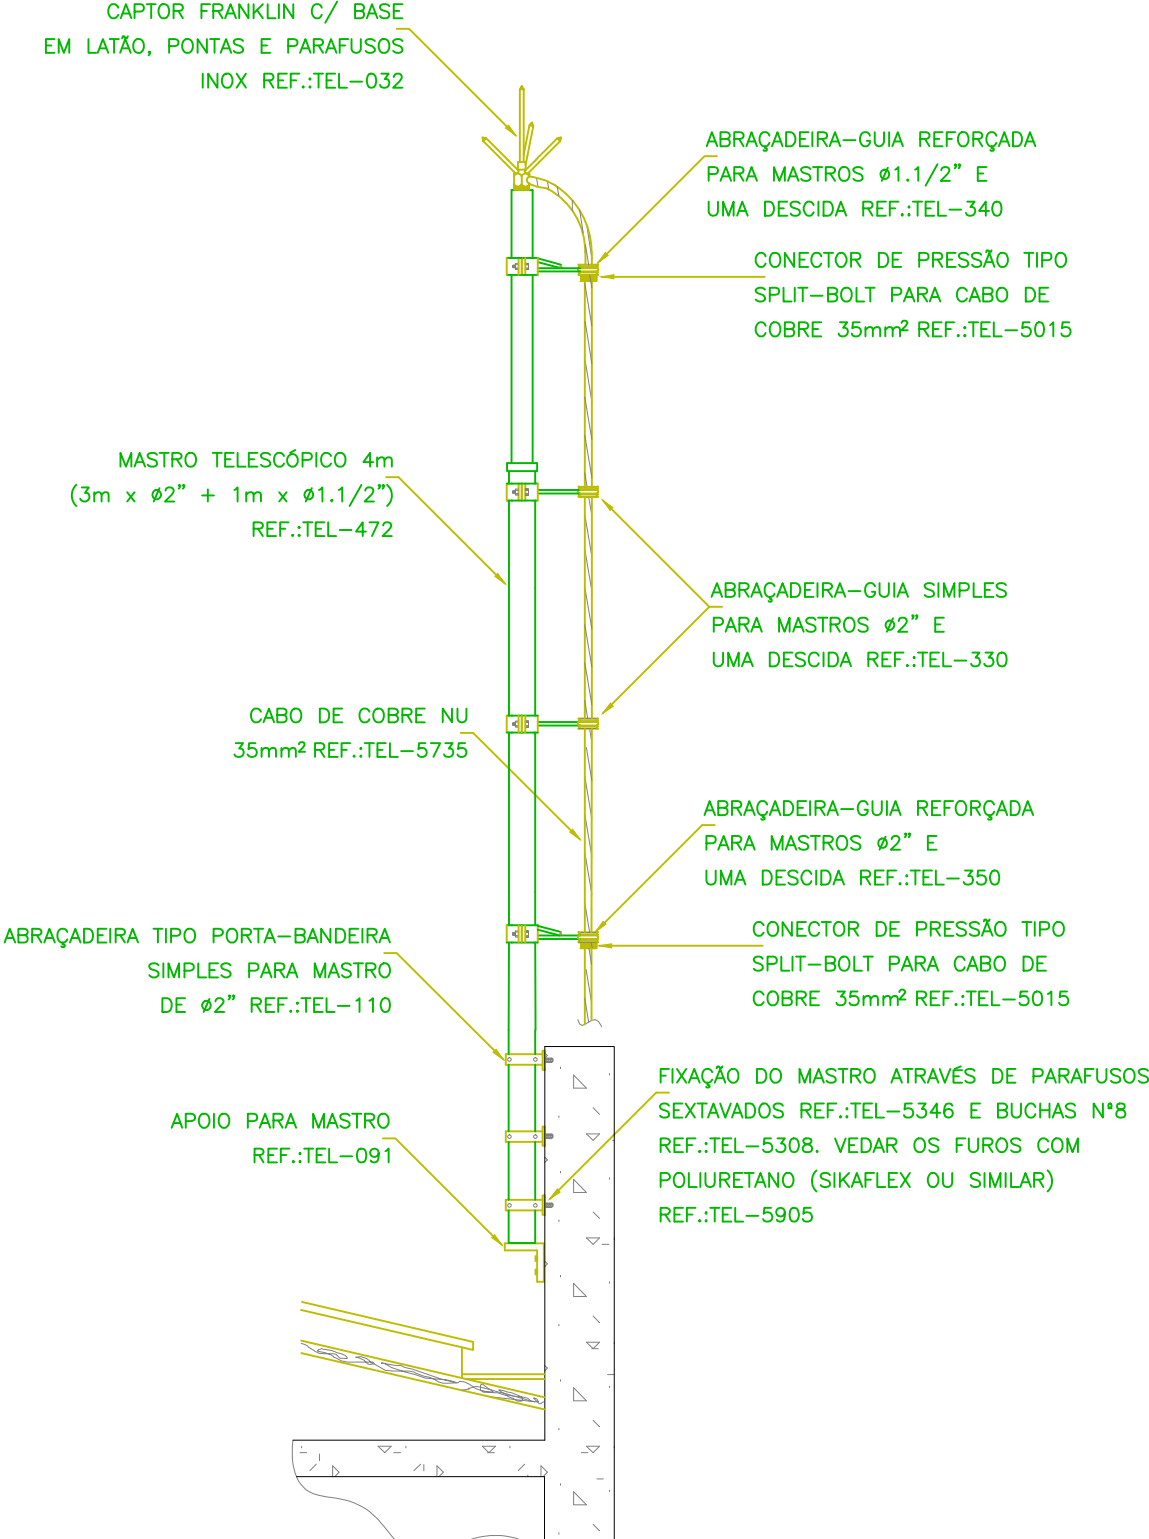 CAPTOR FRANKLIN C/ BASE
EM LATÃO, PONTAS E PARAFUSOS
INOX REF.:TEL-032
ABRAÇADEIRA-GUIA REFORÇADA
PARA MASTROS ø1.1/2" E
UMA DESCIDA REF.:TEL-340
CONECTOR DE PRESSÃO TIPO
SPLIT-BOLT PARA CABO DE
COBRE 35mm² REF.:TEL-5015
MASTRO TELESCÓPICO 4m
(3m x ø2" + 1m x ø1.1/2")
REF.:TEL-472
ABRAÇADEIRA-GUIA SIMPLES
PARA MASTROS ø2" E
UMA DESCIDA REF.:TEL-330
CABO DE COBRE NU
35mm² REF.:TEL-5735
ABRAÇADEIRA-GUIA REFORÇADA
PARA MASTROS ø2" E
UMA DESCIDA REF.:TEL-350
CONECTOR DE PRESSÃO TIPO
SPLIT-BOLT PARA CABO DE
COBRE 35mm² REF.:TEL-5015
ABRAÇADEIRA TIPO PORTA-BANDEIRA
SIMPLES PARA MASTRO
DE ø2" REF.:TEL-110
FIXAÇÃO DO MASTRO ATRAVÉS DE PARAFUSOS
SEXTAVADOS REF.:TEL-5346 E BUCHAS N°8
REF.:TEL-5308. VEDAR OS FUROS COM
POLIURETANO (SIKAFLEX OU SIMILAR)
REF.:TEL-5905
APOIO PARA MASTRO
REF.:TEL-091